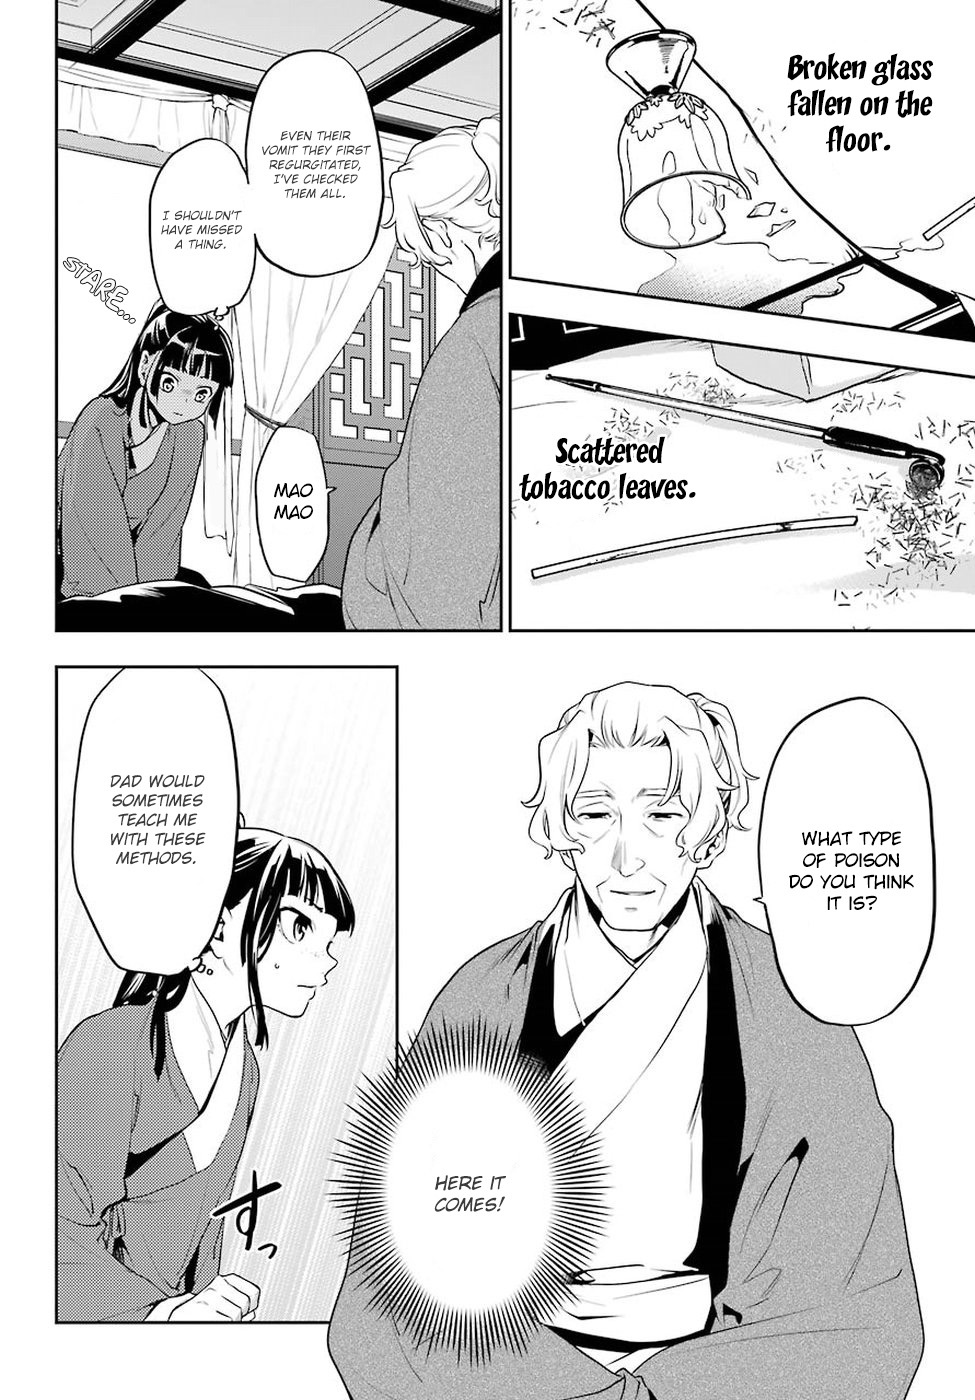 Broken glass
fallen on the
floor.
Scattered
tobacco leaves.
EVEN THEIR
VOMIT THEY FIRST
REGURGITATED,
I'VE CHECKED
THEM ALL.
I SHOULDN'T
HAVE MISSED
A THING.
STARE...
MAO
MAO
WHAT TYPE
OF POISON
DO YOU THINK
IT IS?
HERE IT
COMES!
DAD WOULD
SOMETIMES
TEACH ME
WITH THESE
METHODS.
すっ